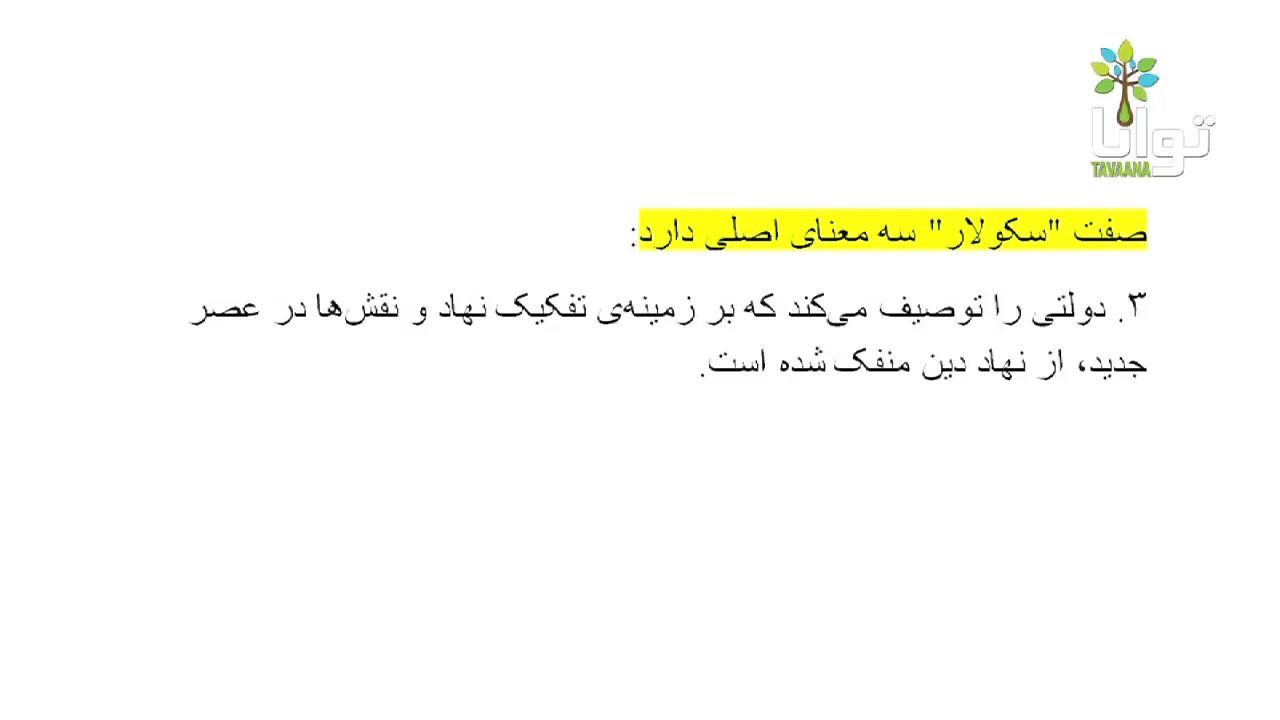 توانا
TAVAANA
صفت "سکولار" سه معنای اصلی دارد:
۳. دولتی را توصیف می‌کند که بر زمینه‌ی تفکیک نهاد و نقش‌ها در عصر
جدید، از نهاد دین منفک شده است.